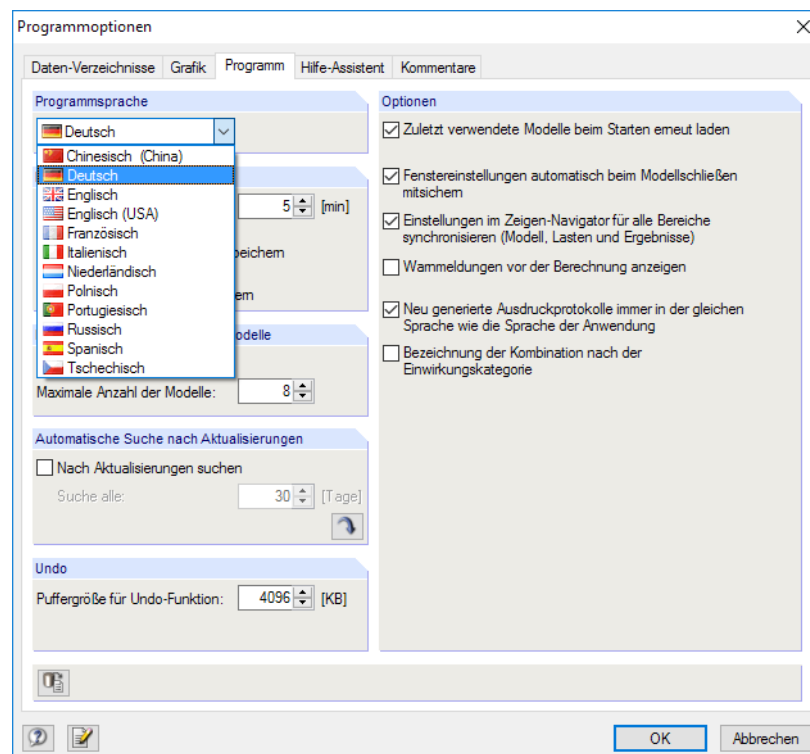 Programmoptionen
Daten-Verzeichnisse Grafik Programm Hilfe-Assistent Kommentare
Programmsprache
Deutsch
Chinesisch (China)
Deutsch
Englisch
Englisch (USA)
Französisch
Italienisch
Niederländisch
Polnisch
Portugiesisch
Russisch
Spanisch
Tschechisch
5 [min]
Maximale Anzahl der Modelle: 8
Automatische Suche nach Aktualisierungen
Nach Aktualisierungen suchen
Suche alle: 30 [Tage]
Undo
Puffergröße für Undo-Funktion: 4096 [KB]
Optionen
Zuletzt verwendete Modelle beim Starten erneut laden
Fenstereinstellungen automatisch beim Modellschließen
mitsichern
Einstellungen im Zeigen-Navigator für alle Bereiche
synchronisieren (Modell, Lasten und Ergebnisse)
Warnmeldungen vor der Berechnung anzeigen
Neu generierte Ausdruckprotokolle immer in der gleichen
Sprache wie die Sprache der Anwendung
Bezeichnung der Kombination nach der
Einwirkungskategorie
OK Abbrechen